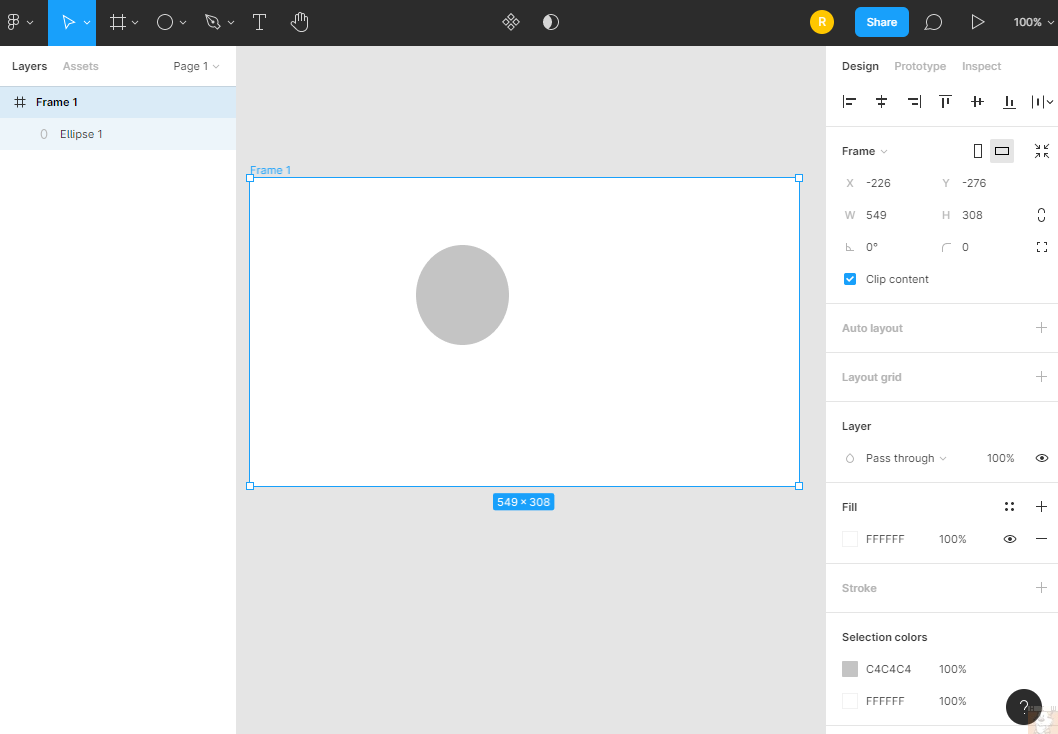 R Share 100%
Layers Assets Page 1
Design Prototype Inspect
Frame 1
Ellipse 1
Frame 1
549 × 308
Frame
X -226 Y -276
W 549 H 308
0° 0
Clip content
Auto layout
Layout grid
Layer
Pass through 100%
Fill
FFFFFF 100%
Stroke
Selection colors
C4C4C4 100%
FFFFFF 100%
?